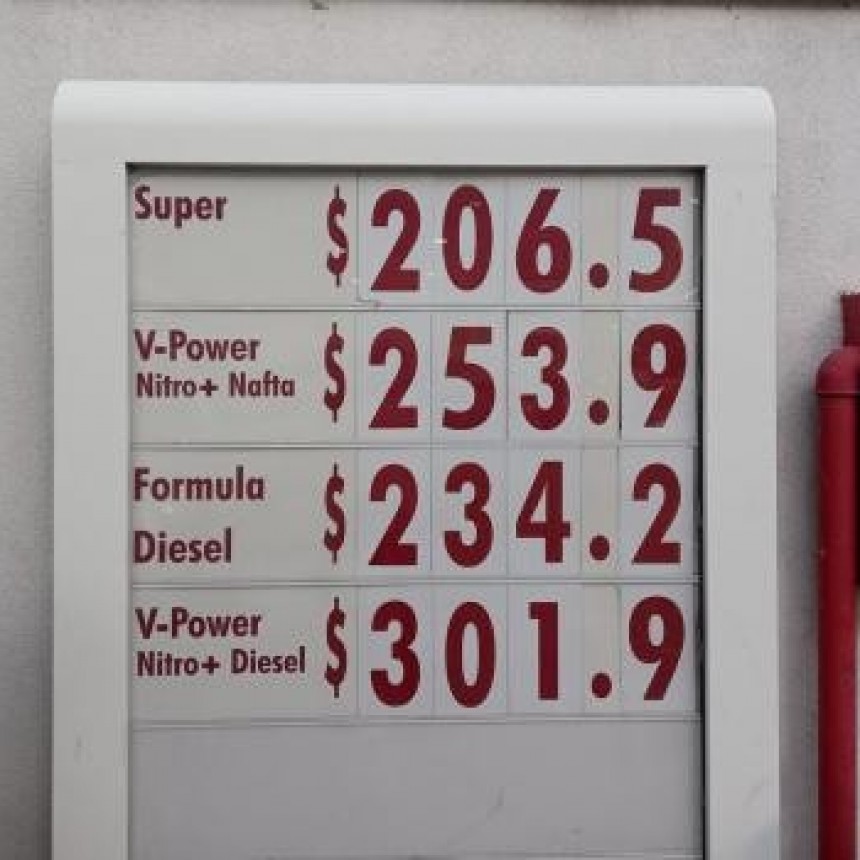 Super $ 206.5
V-Power
Nitro+ Nafta $ 253.9
Formula
Diesel $ 234.2
V-Power
Nitro+ Diesel $ 301.9